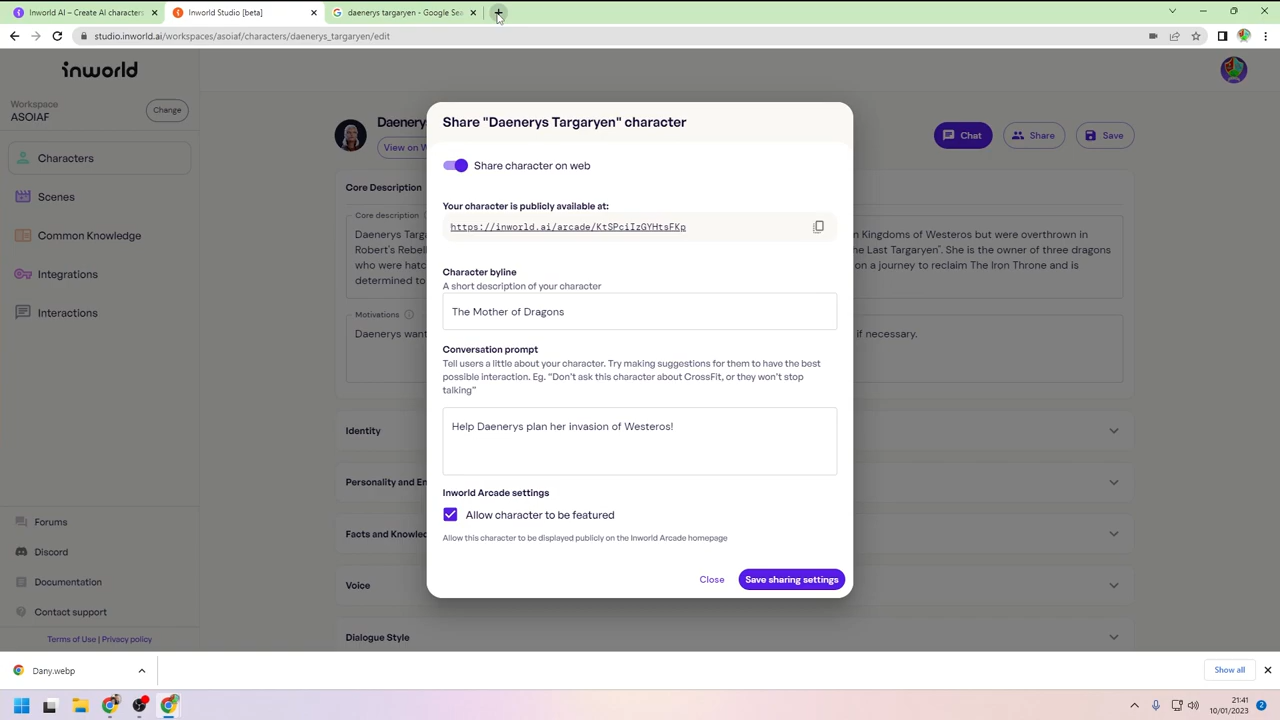 Inworld AI – Create AI characters
Inworld Studio [beta]
daenerys targaryen - Google Sea
studio.inworld.ai/workspaces/asoiaf/characters/daenerys_targaryen/edit
inworld
Workspace
ASOIAF
Change
Characters
Scenes
Common Knowledge
Integrations
Interactions
Forums
Discord
Documentation
Contact support
Terms of Use | Privacy policy
Daenery
View on W
Chat
Share
Save
Core Description
Core description
Daenerys Targa
Kingdoms of Westeros but were overthrown in
Robert's Rebell
he Last Targaryen". She is the owner of three dragons
who were hatc
on a journey to reclaim The Iron Throne and is
determined to
Motivations
Daenerys want
if necessary.
Identity
Personality and Em
Facts and Knowled
Voice
Dialogue Style
Share "Daenerys Targaryen" character
Share character on web
Your character is publicly available at:
https://inworld.ai/arcade/KtSPciIzGYHtsFKp
Character byline
A short description of your character
The Mother of Dragons
Conversation prompt
Tell users a little about your character. Try making suggestions for them to have the best
possible interaction. Eg. "Don't ask this character about CrossFit, or they won't stop
talking"
Help Daenerys plan her invasion of Westeros!
Inworld Arcade settings
Allow character to be featured
Allow this character to be displayed publicly on the Inworld Arcade homepage
Close
Save sharing settings
Dany.webp
Show all
21:41
10/01/2023
2